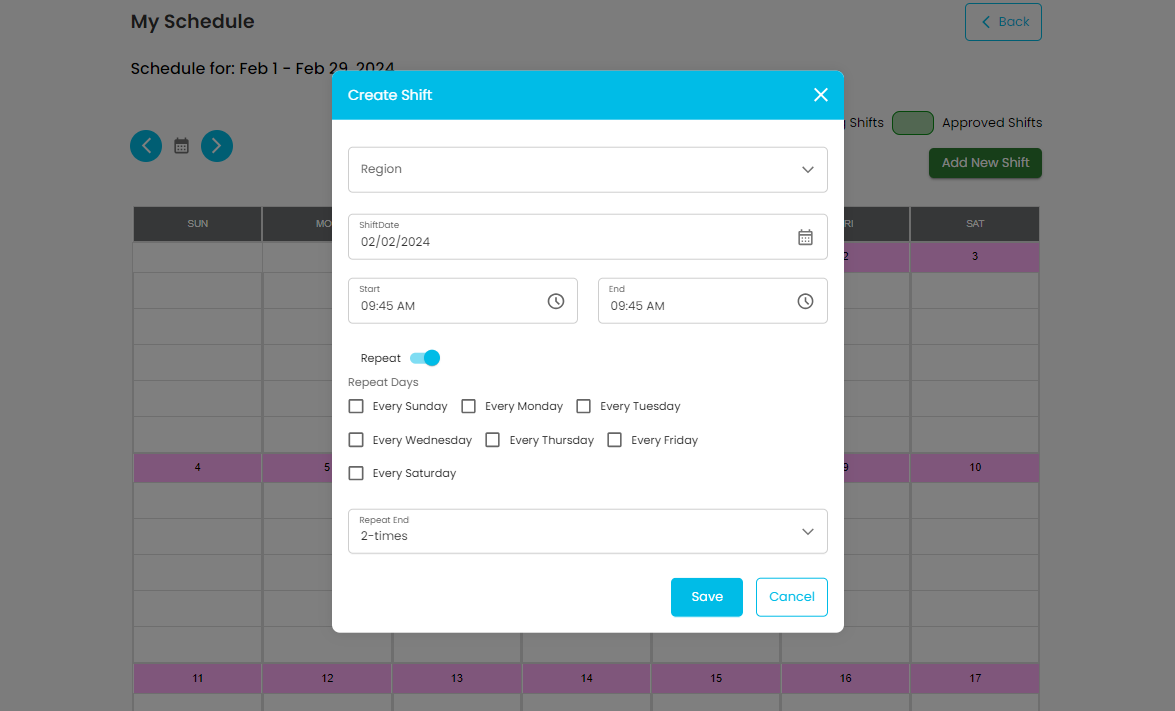 My Schedule
Back
Schedule for: Feb 1 - Feb 29, 2024
Create Shift
Shifts
Approved Shifts
Add New Shift
Region
SUN
SAT
ShiftDate
02/02/2024
2
3
Start
09:45 AM
End
09:45 AM
Repeat
Repeat Days
Every Sunday
Every Monday
Every Tuesday
Every Wednesday
Every Thursday
Every Friday
4
5
9
10
Every Saturday
Repeat End
2-times
Save
Cancel
11
12
13
14
15
16
17